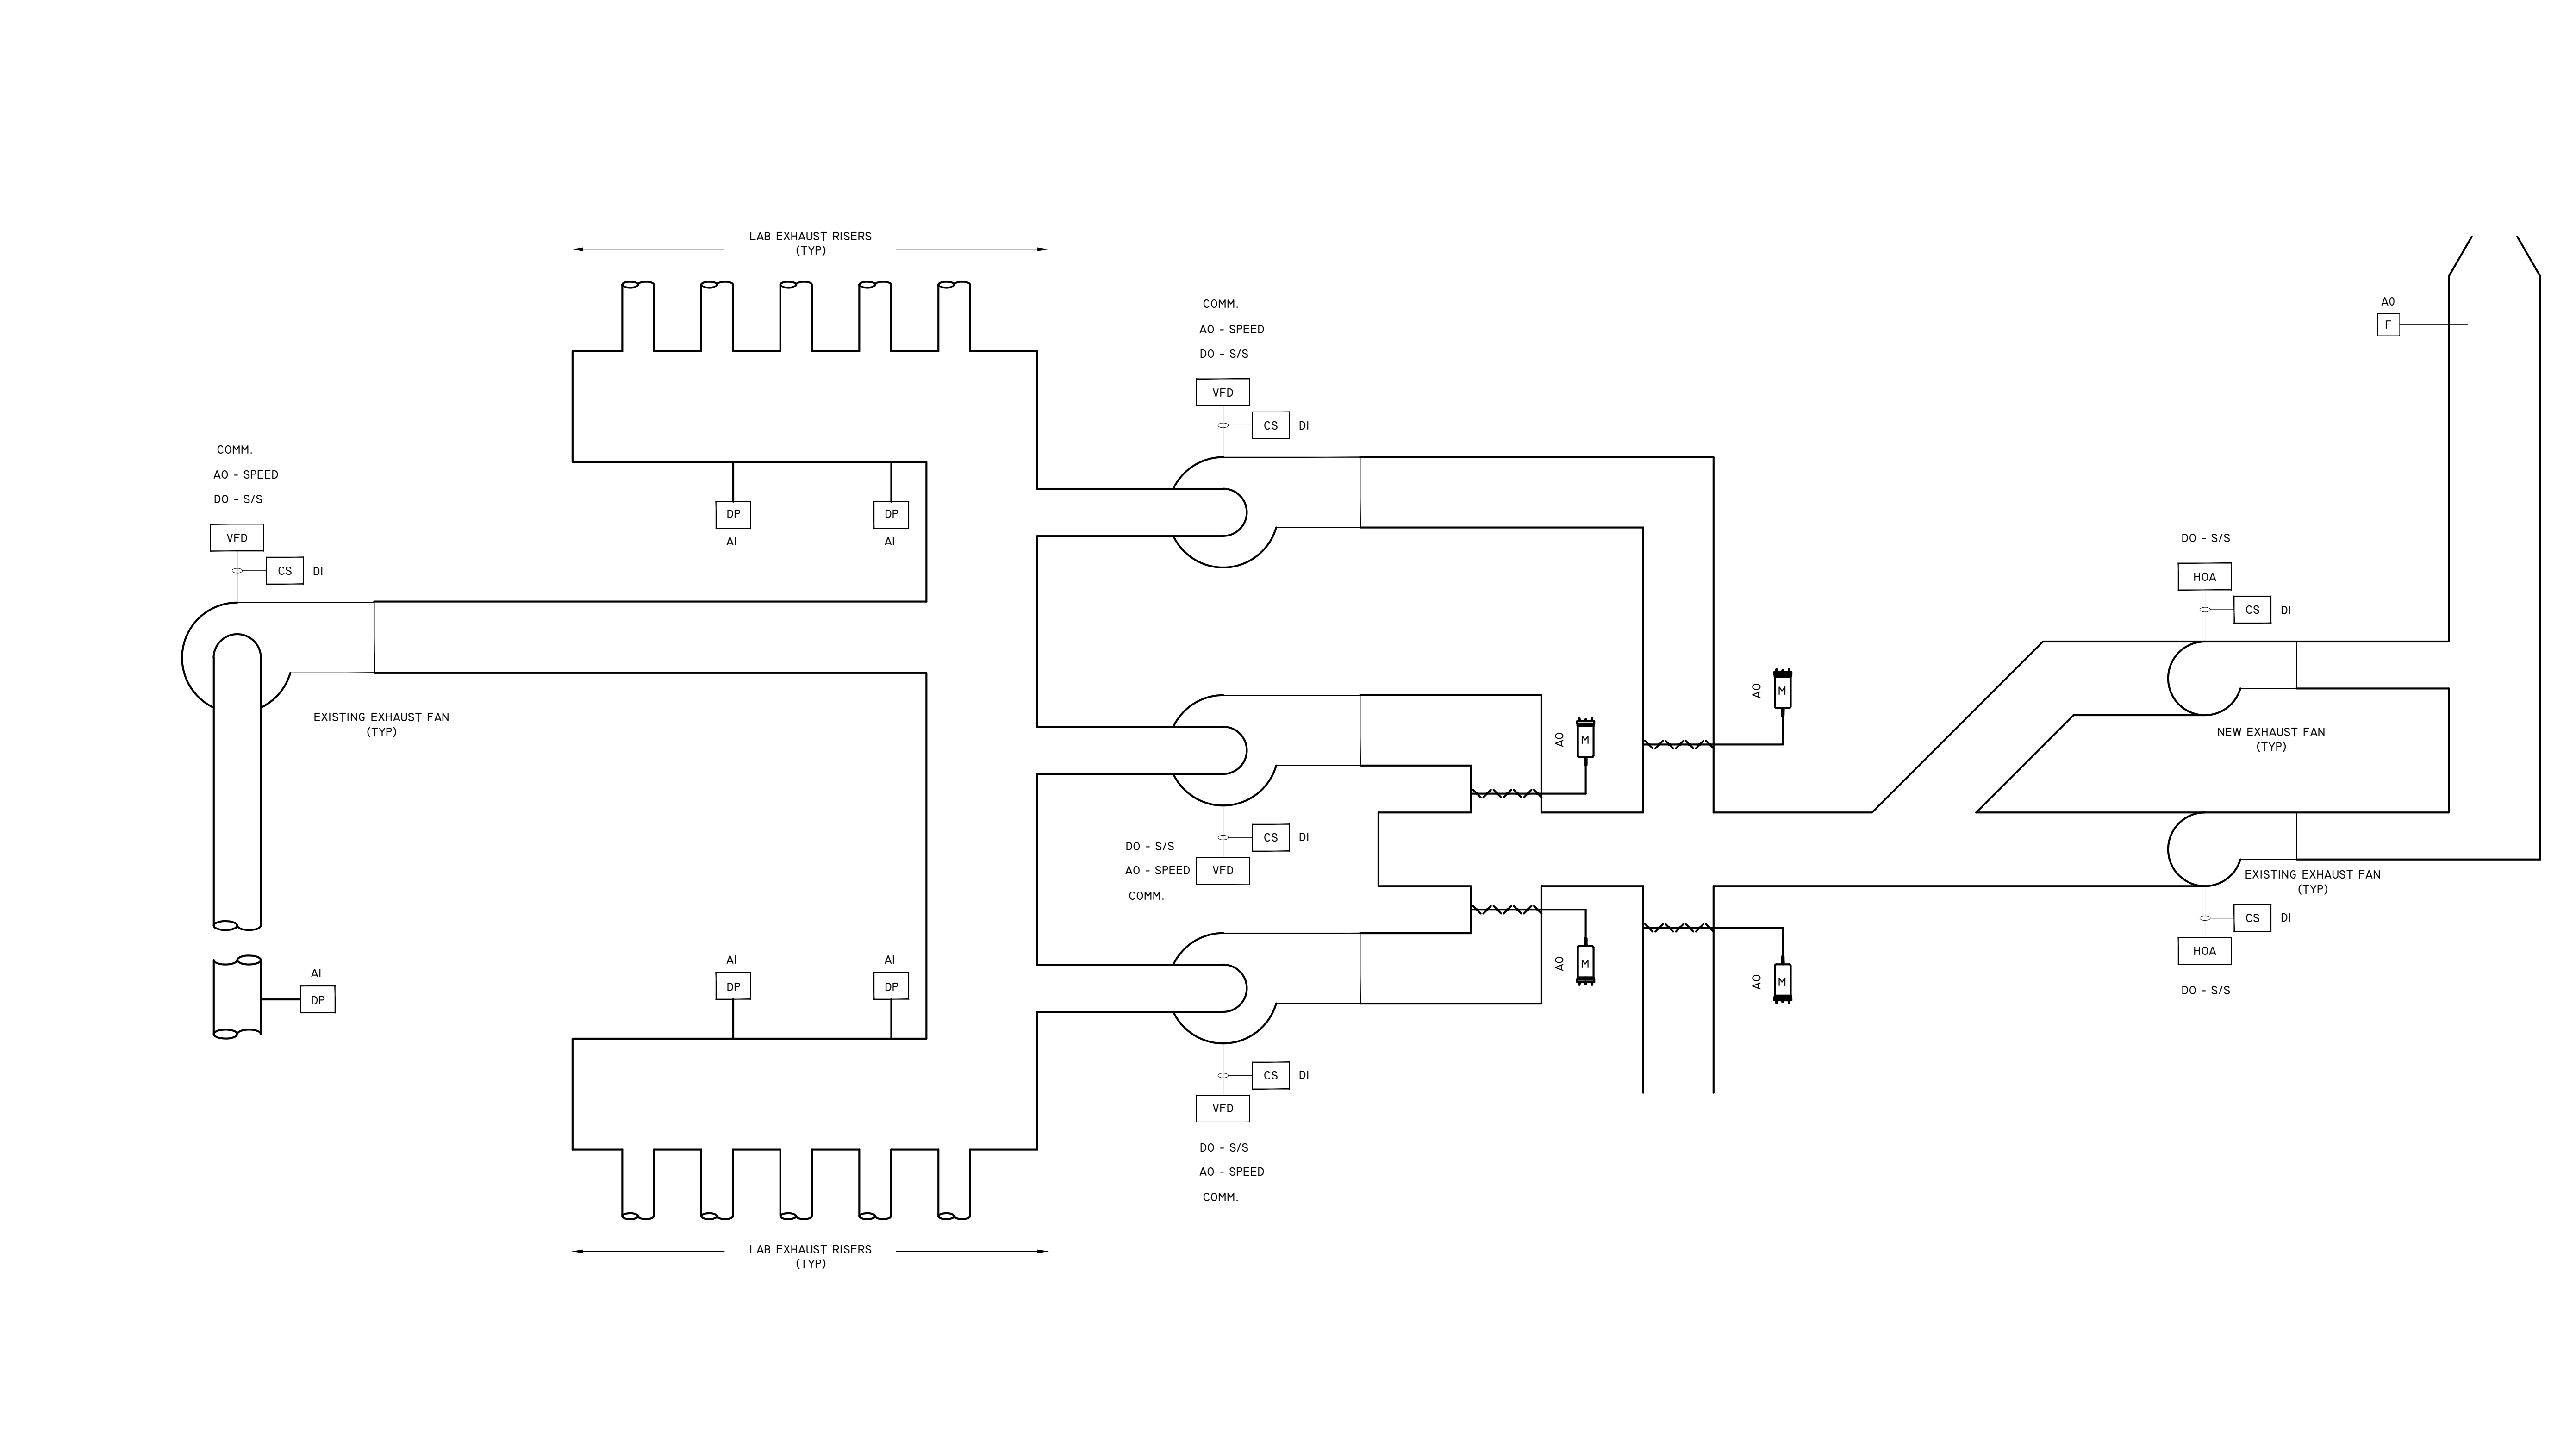 LAB EXHAUST RISERS
(TYP)
COMM.
AO - SPEED
DO - S/S
VFD
CS DI
A0
F
COMM.
AO - SPEED
DO - S/S
VFD
CS DI
EXISTING EXHAUST FAN
(TYP)
DP
AI
DP
AI
DO - S/S
HOA
CS DI
NEW EXHAUST FAN
(TYP)
AO
M
AO
M
CS DI
DO - S/S
AO - SPEED VFD
COMM.
EXISTING EXHAUST FAN
(TYP)
CS DI
HOA
DO - S/S
AI
DP
AI
DP
AI
DP
AO
M
AO
M
CS DI
VFD
DO - S/S
AO - SPEED
COMM.
LAB EXHAUST RISERS
(TYP)